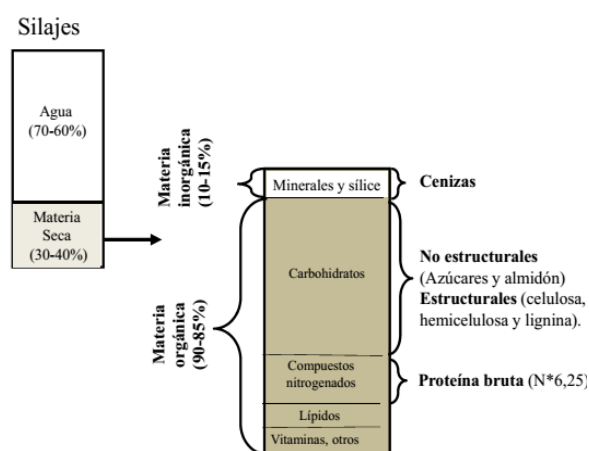 Silajes
Agua
(70-60%)
Materia
Seca
(30-40%)
Materia
inorgánica
(10-15%)
Materia
orgánica
(90-85%)
Minerales y sílice
Carbohidratos
Compuestos
nitrogenados
Lípidos
Vitaminas, otros
Cenizas
No estructurales
(Azúcares y almidón)
Estructurales (celulosa,
hemicelulosa y lignina).
Proteína bruta (N*6,25)